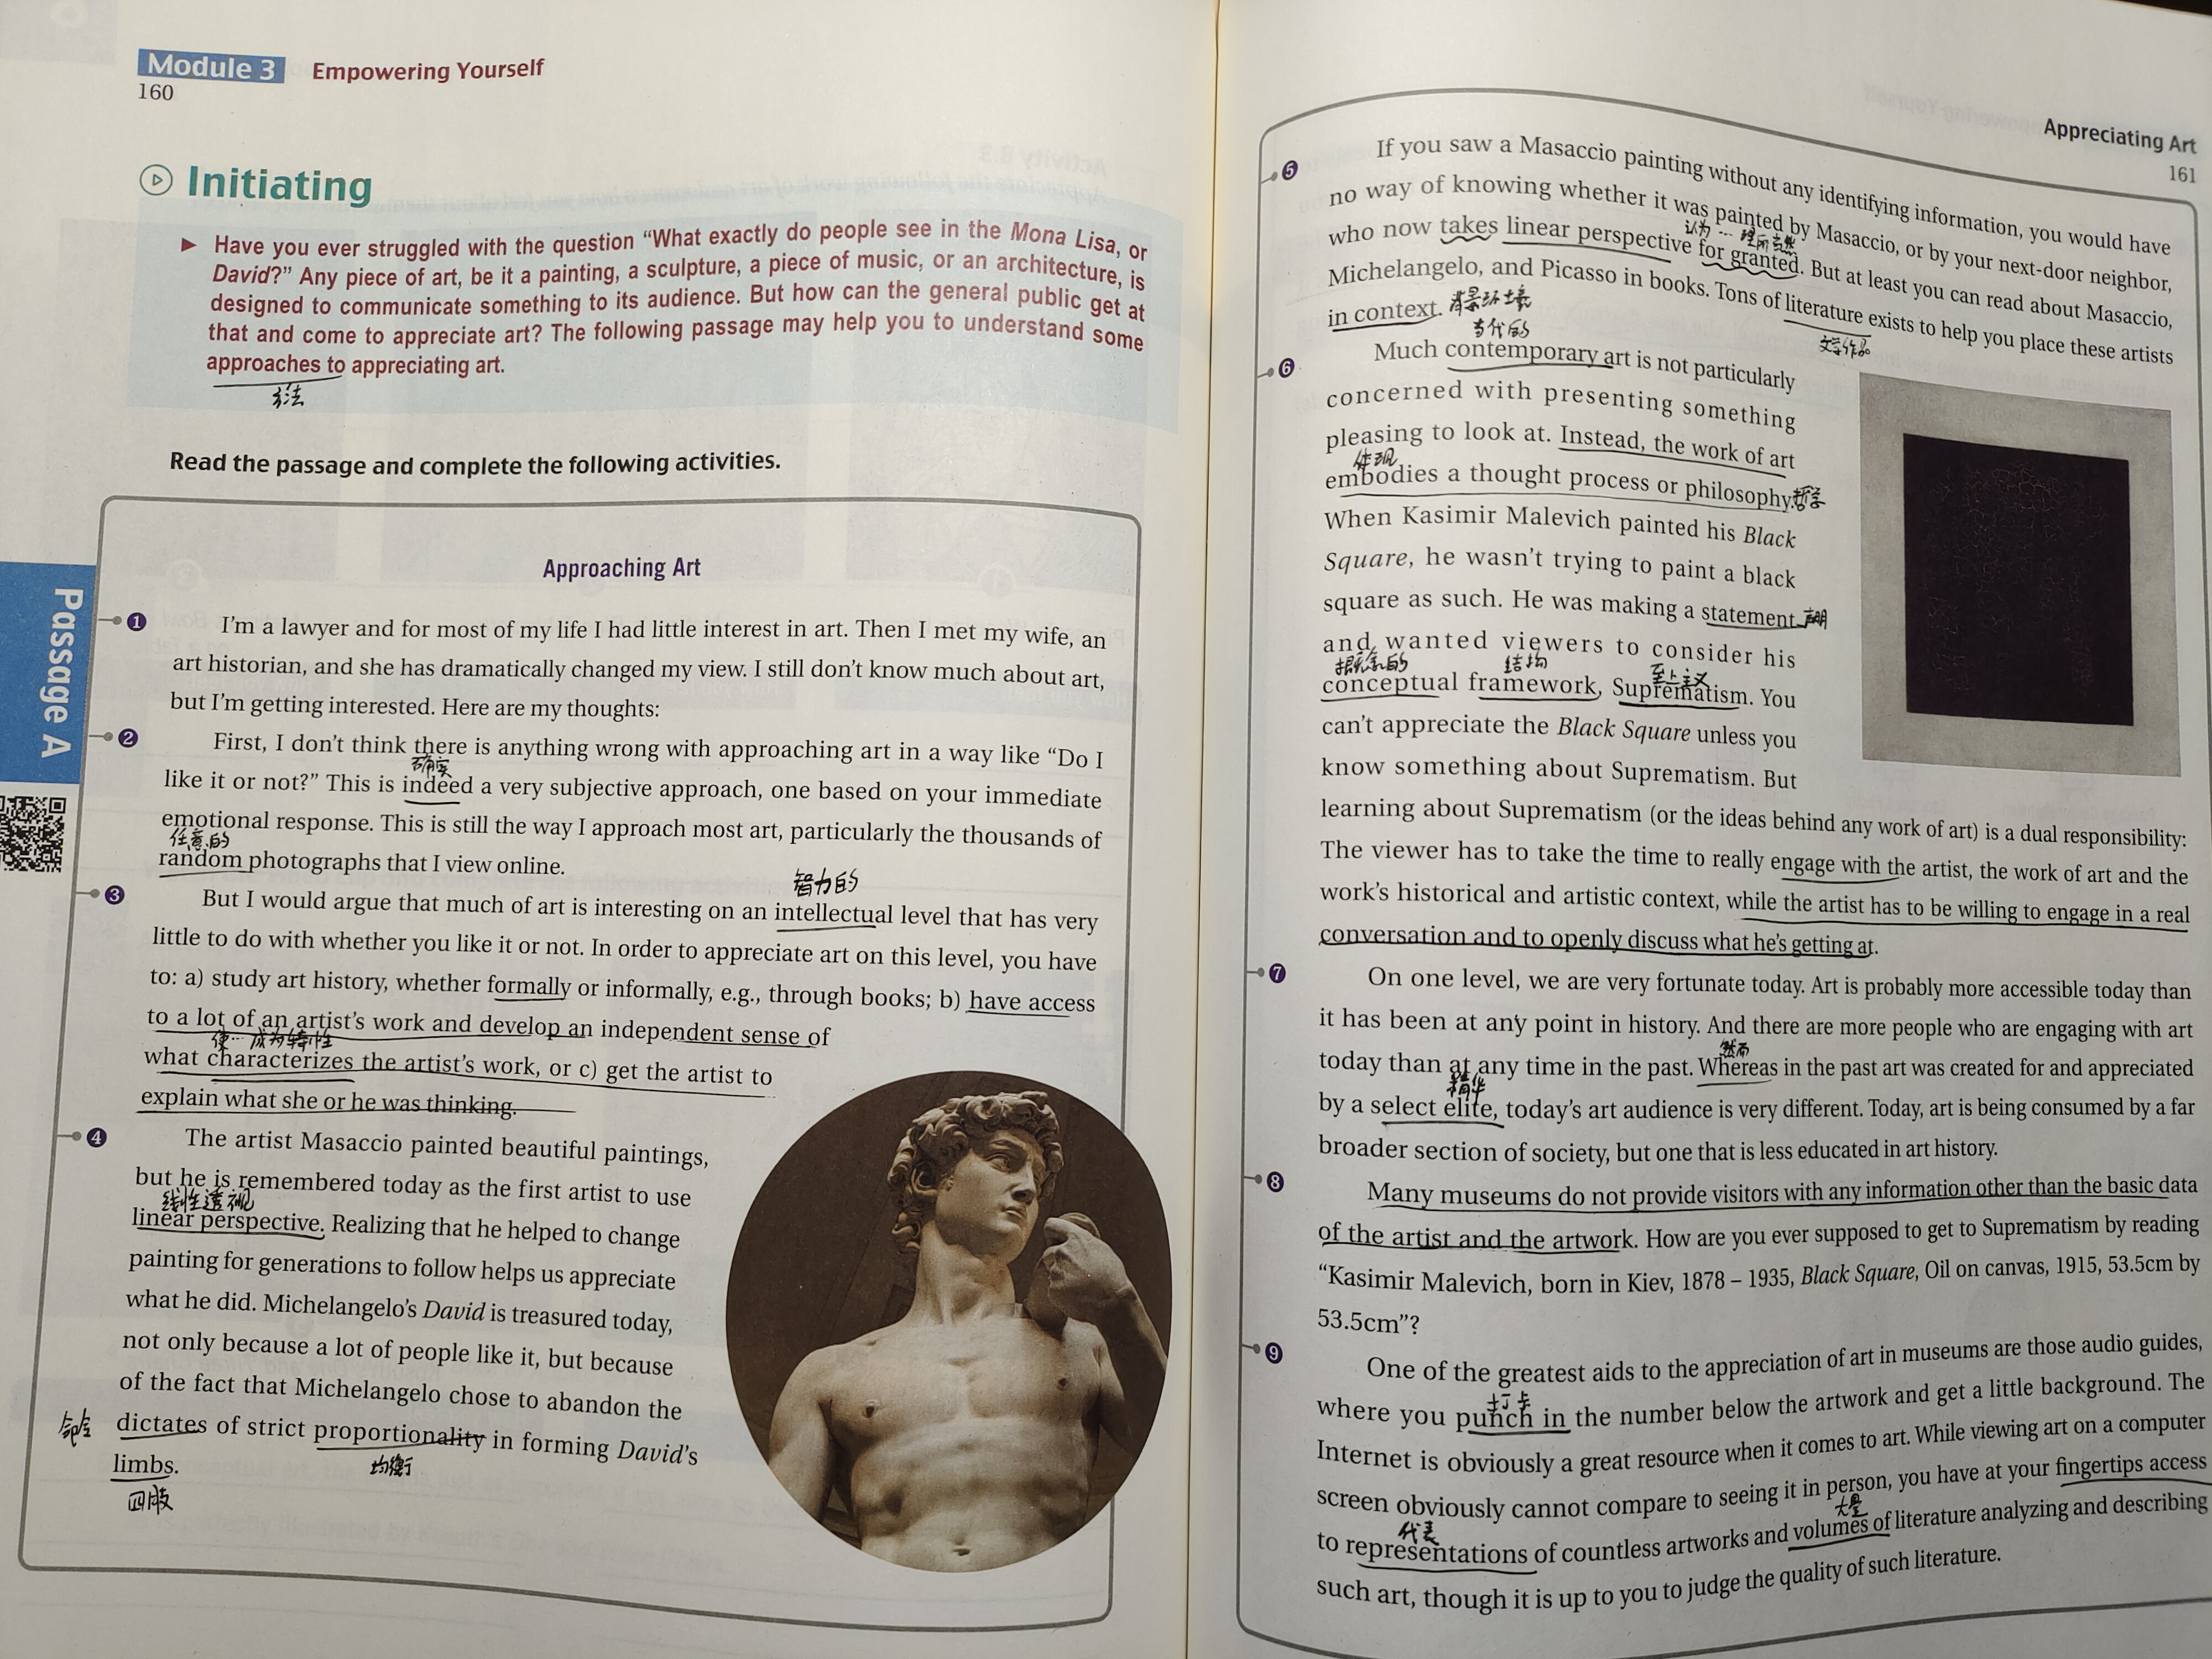 Module 3 Empowering Yourself
160
Initiating
Have you ever struggled with the question “What exactly do people see in the Mona Lisa, or
David?” Any piece of art, be it a painting, a sculpture, a piece of music, or an architecture, is
designed to communicate something to its audience. But how can the general public get at
that and come to appreciate art? The following passage may help you to understand some
approaches to appreciating art.
方法
Read the passage and complete the following activities.
Passage A
Approaching Art
1 I’m a lawyer and for most of my life I had little interest in art. Then I met my wife, an
art historian, and she has dramatically changed my view. I still don’t know much about art,
but I’m getting interested. Here are my thoughts:
2 First, I don’t think there is anything wrong with approaching art in a way like “Do I
确实
like it or not?” This is indeed a very subjective approach, one based on your immediate
emotional response. This is still the way I approach most art, particularly the thousands of
任意的
random photographs that I view online.
智力的
3 But I would argue that much of art is interesting on an intellectual level that has very
little to do with whether you like it or not. In order to appreciate art on this level, you have
to: a) study art history, whether formally or informally, e.g., through books; b) have access
to a lot of an artist’s work and develop an independent sense of
使…成为特性
what characterizes the artist’s work, or c) get the artist to
explain what she or he was thinking.
4 The artist Masaccio painted beautiful paintings,
but he is remembered today as the first artist to use
线性透视
linear perspective. Realizing that he helped to change
painting for generations to follow helps us appreciate
what he did. Michelangelo’s David is treasured today,
not only because a lot of people like it, but because
of the fact that Michelangelo chose to abandon the
命令
dictates of strict proportionality in forming David’s
均衡
limbs.
四肢
Appreciating Art
161
5 If you saw a Masaccio painting without any identifying information, you would have
no way of knowing whether it was painted by Masaccio, or by your next-door neighbor,
认为…理所当然
who now takes linear perspective for granted. But at least you can read about Masaccio,
Michelangelo, and Picasso in books. Tons of literature exists to help you place these artists
文学作品
in context. 背景环境
当代的
6 Much contemporary art is not particularly
concerned with presenting something
pleasing to look at. Instead, the work of art
体现
embodies a thought process or philosophy. 哲学
When Kasimir Malevich painted his Black
Square, he wasn’t trying to paint a black
square as such. He was making a statement 声明
and wanted viewers to consider his
概念的 结构 至上主义
conceptual framework, Suprematism. You
can’t appreciate the Black Square unless you
know something about Suprematism. But
learning about Suprematism (or the ideas behind any work of art) is a dual responsibility:
The viewer has to take the time to really engage with the artist, the work of art and the
work’s historical and artistic context, while the artist has to be willing to engage in a real
conversation and to openly discuss what he’s getting at.
7 On one level, we are very fortunate today. Art is probably more accessible today than
it has been at any point in history. And there are more people who are engaging with art
然而
today than at any time in the past. Whereas in the past art was created for and appreciated
精华
by a select elite, today’s art audience is very different. Today, art is being consumed by a far
broader section of society, but one that is less educated in art history.
8 Many museums do not provide visitors with any information other than the basic data
of the artist and the artwork. How are you ever supposed to get to Suprematism by reading
“Kasimir Malevich, born in Kiev, 1878 – 1935, Black Square, Oil on canvas, 1915, 53.5cm by
53.5cm”?
9 One of the greatest aids to the appreciation of art in museums are those audio guides,
打卡
where you punch in the number below the artwork and get a little background. The
Internet is obviously a great resource when it comes to art. While viewing art on a computer
screen obviously cannot compare to seeing it in person, you have at your fingertips access
代表 大量
to representations of countless artworks and volumes of literature analyzing and describing
such art, though it is up to you to judge the quality of such literature.